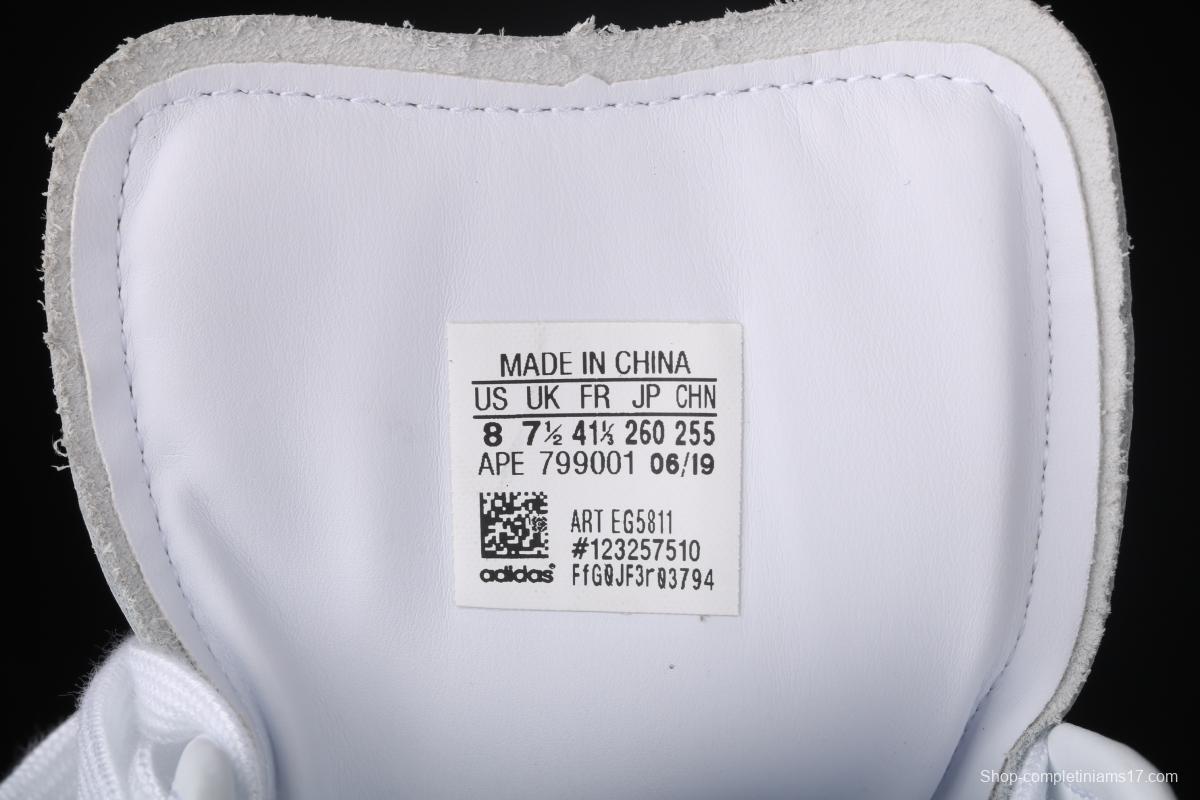 MADE IN CHINA
US UK FR JP CHN
8 7½ 41⅓ 260 255
APE 799001 06/19
ART EG5811
#123257510
adidas FfG0JF3r03794
Shop-completiniams17.com